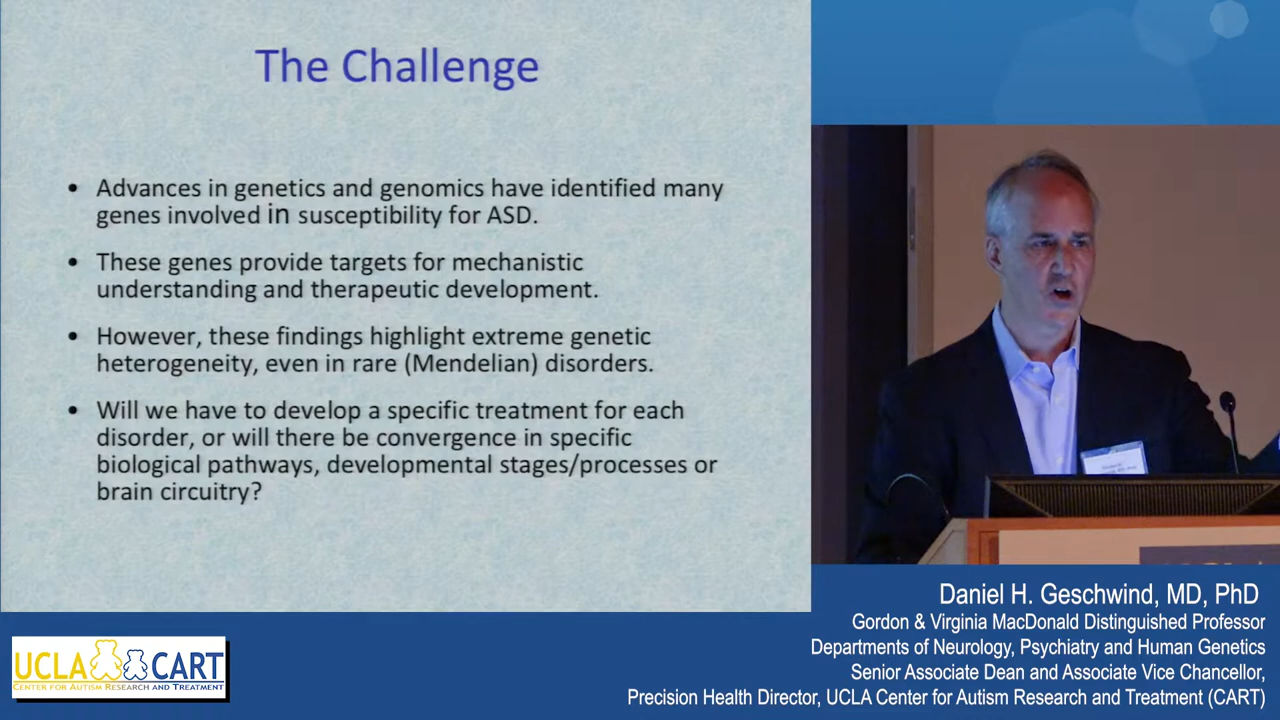 The Challenge
• Advances in genetics and genomics have identified many
genes involved in susceptibility for ASD.
• These genes provide targets for mechanistic
understanding and therapeutic development.
• However, these findings highlight extreme genetic
heterogeneity, even in rare (Mendelian) disorders.
• Will we have to develop a specific treatment for each
disorder, or will there be convergence in specific
biological pathways, developmental stages/processes or
brain circuitry?
Daniel H. Geschwind, MD, PhD
Gordon & Virginia MacDonald Distinguished Professor
Departments of Neurology, Psychiatry and Human Genetics
Senior Associate Dean and Associate Vice Chancellor,
Precision Health Director, UCLA Center for Autism Research and Treatment (CART)
UCLA CART
CENTER FOR AUTISM RESEARCH AND TREATMENT